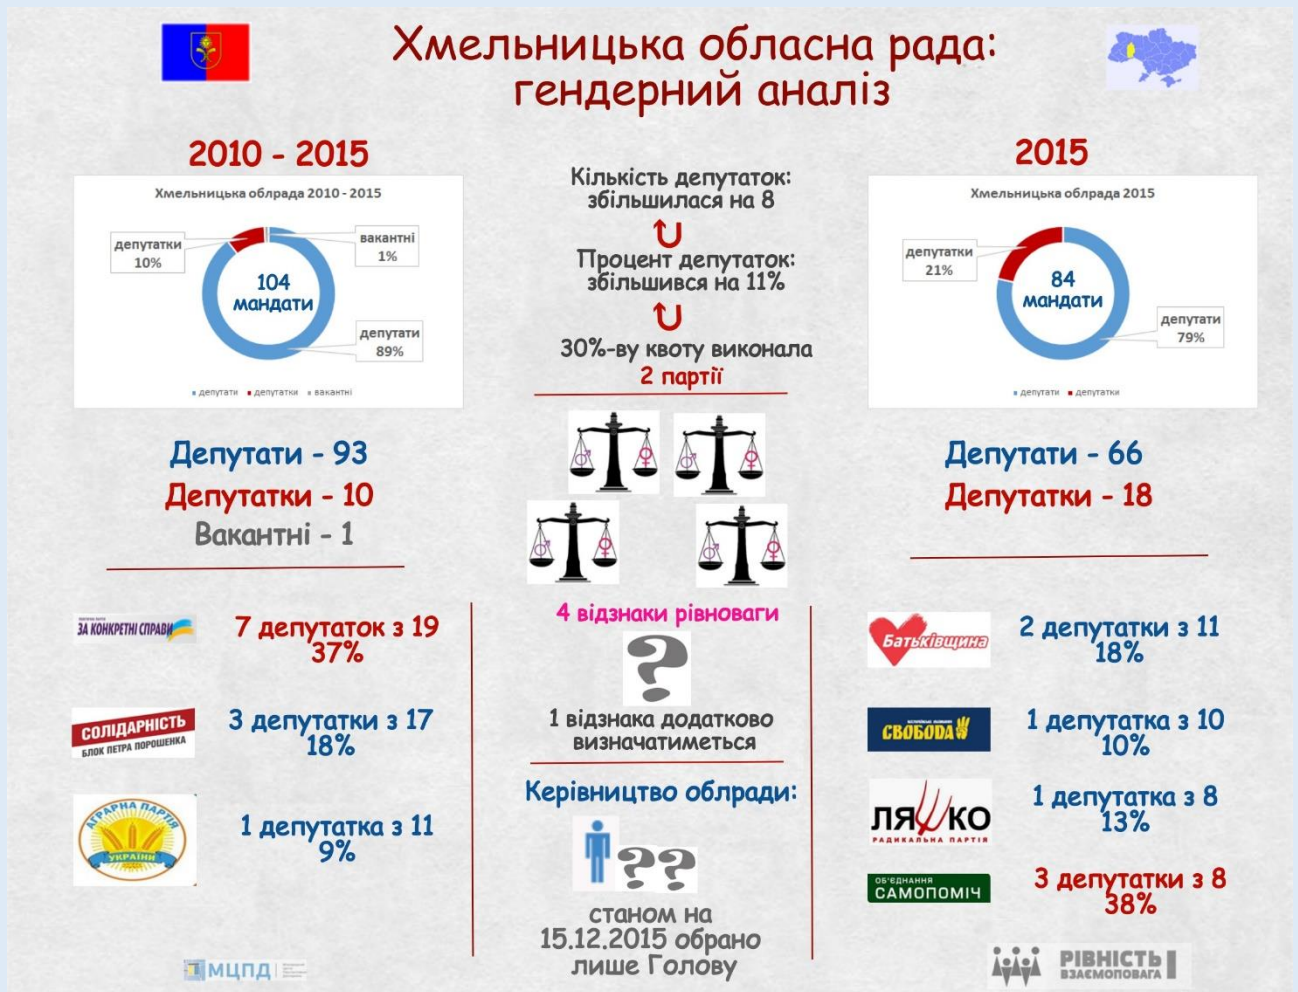 Хмельницька обласна рада:
гендерний аналіз
2010 - 2015
Хмельницька облрада 2010 - 2015
депутатки
10%
вакантні
1%
104
мандати
депутати
89%
депутати депутатки вакантні
Депутати - 93
Депутатки - 10
Вакантні - 1
Кількість депутаток:
збільшилася на 8
Процент депутаток:
збільшився на 11%
30%-ву квоту виконала
2 партії
2015
Хмельницька облрада 2015
депутатки
21%
84
мандати
депутати
79%
депутати депутатки
Депутати - 66
Депутатки - 18
ЗА КОНКРЕТНІ СПРАВИ
7 депутаток з 19
37%
СОЛІДАРНІСТЬ
БЛОК ПЕТРА ПОРОШЕНКА
3 депутатки з 17
18%
АГРАРНА ПАРТІЯ
УКРАЇНИ
1 депутатка з 11
9%
4 відзнаки рівноваги
?
1 відзнака додатково
визначатиметься
Керівництво облради:
??
станом на
15.12.2015 обрано
лише Голову
Батьківщина
2 депутатки з 11
18%
СВОБОДА
1 депутатка з 10
10%
ЛЯШКО
РАДИКАЛЬНА ПАРТІЯ
1 депутатка з 8
13%
ОБ'ЄДНАННЯ
САМОПОМІЧ
3 депутатки з 8
38%
МЦПД
РІВНІСТЬ
ВЗАЄМОПОВАГА